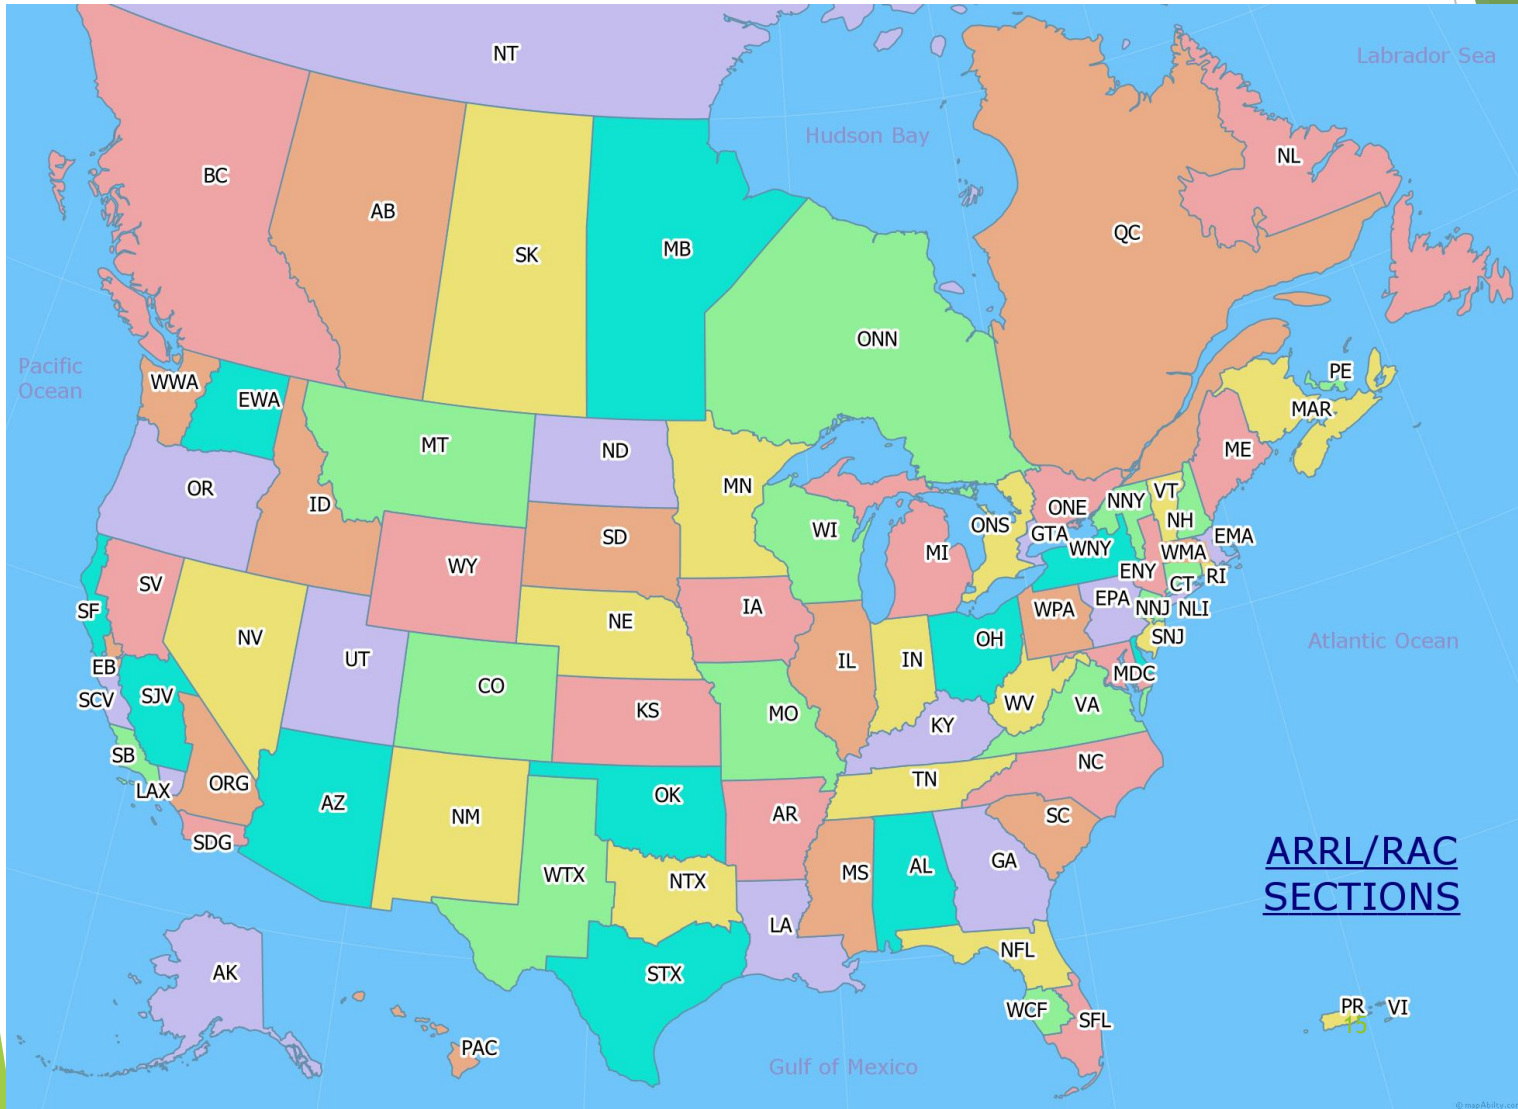 NT
Labrador Sea
Hudson Bay
NL
BC
AB
QC
SK
MB
ONN
Pacific
Ocean
PE
WWA
EWA
MAR
MT
ND
ME
OR
MN
VT
NNY
ID
ONE
NH
WI
ONS
GTA
EMA
SD
WNY
MI
WMA
WY
ENY
RI
SV
CT
EPA
SF
IA
WPA
NNJ
NLI
NE
NV
OH
SNJ
Atlantic Ocean
UT
IL
IN
EB
MDC
CO
SCV
SJV
WV
VA
KS
MO
KY
SB
NC
TN
ORG
LAX
AZ
OK
NM
AR
SC
SDG
ARRL/RAC
SECTIONS
GA
AL
MS
WTX
NTX
LA
NFL
AK
STX
PR
VI
WCF
SFL
15
PAC
Gulf of Mexico
© mapAbility.com